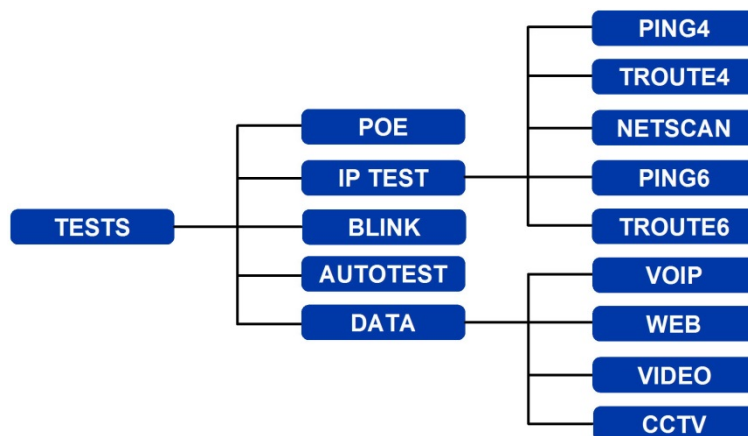 TESTS
POE
IP TEST
BLINK
AUTOTEST
DATA
PING4
TROUTE4
NETSCAN
PING6
TROUTE6
VOIP
WEB
VIDEO
CCTV